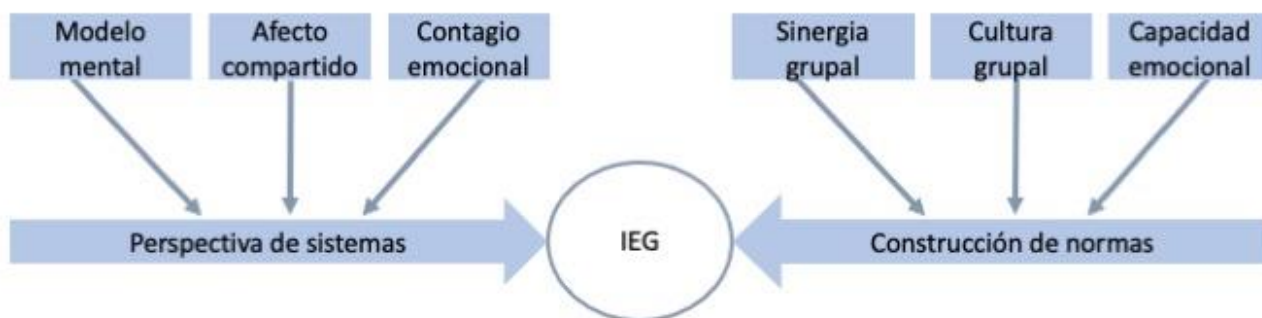 Modelo
mental
Afecto
compartido
Contagio
emocional
Sinergia
grupal
Cultura
grupal
Capacidad
emocional
Perspectiva de sistemas
IEG
Construcción de normas